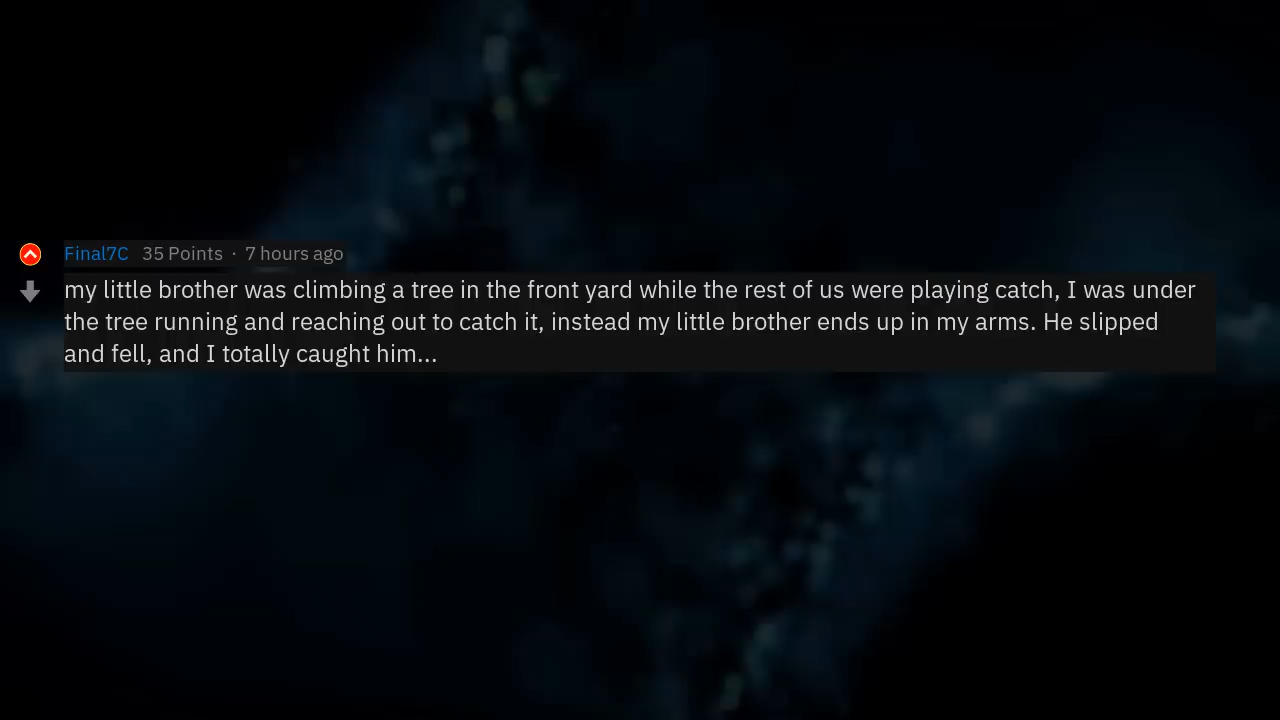 Final7C 35 Points · 7 hours ago
my little brother was climbing a tree in the front yard while the rest of us were playing catch, I was under
the tree running and reaching out to catch it, instead my little brother ends up in my arms. He slipped
and fell, and I totally caught him...